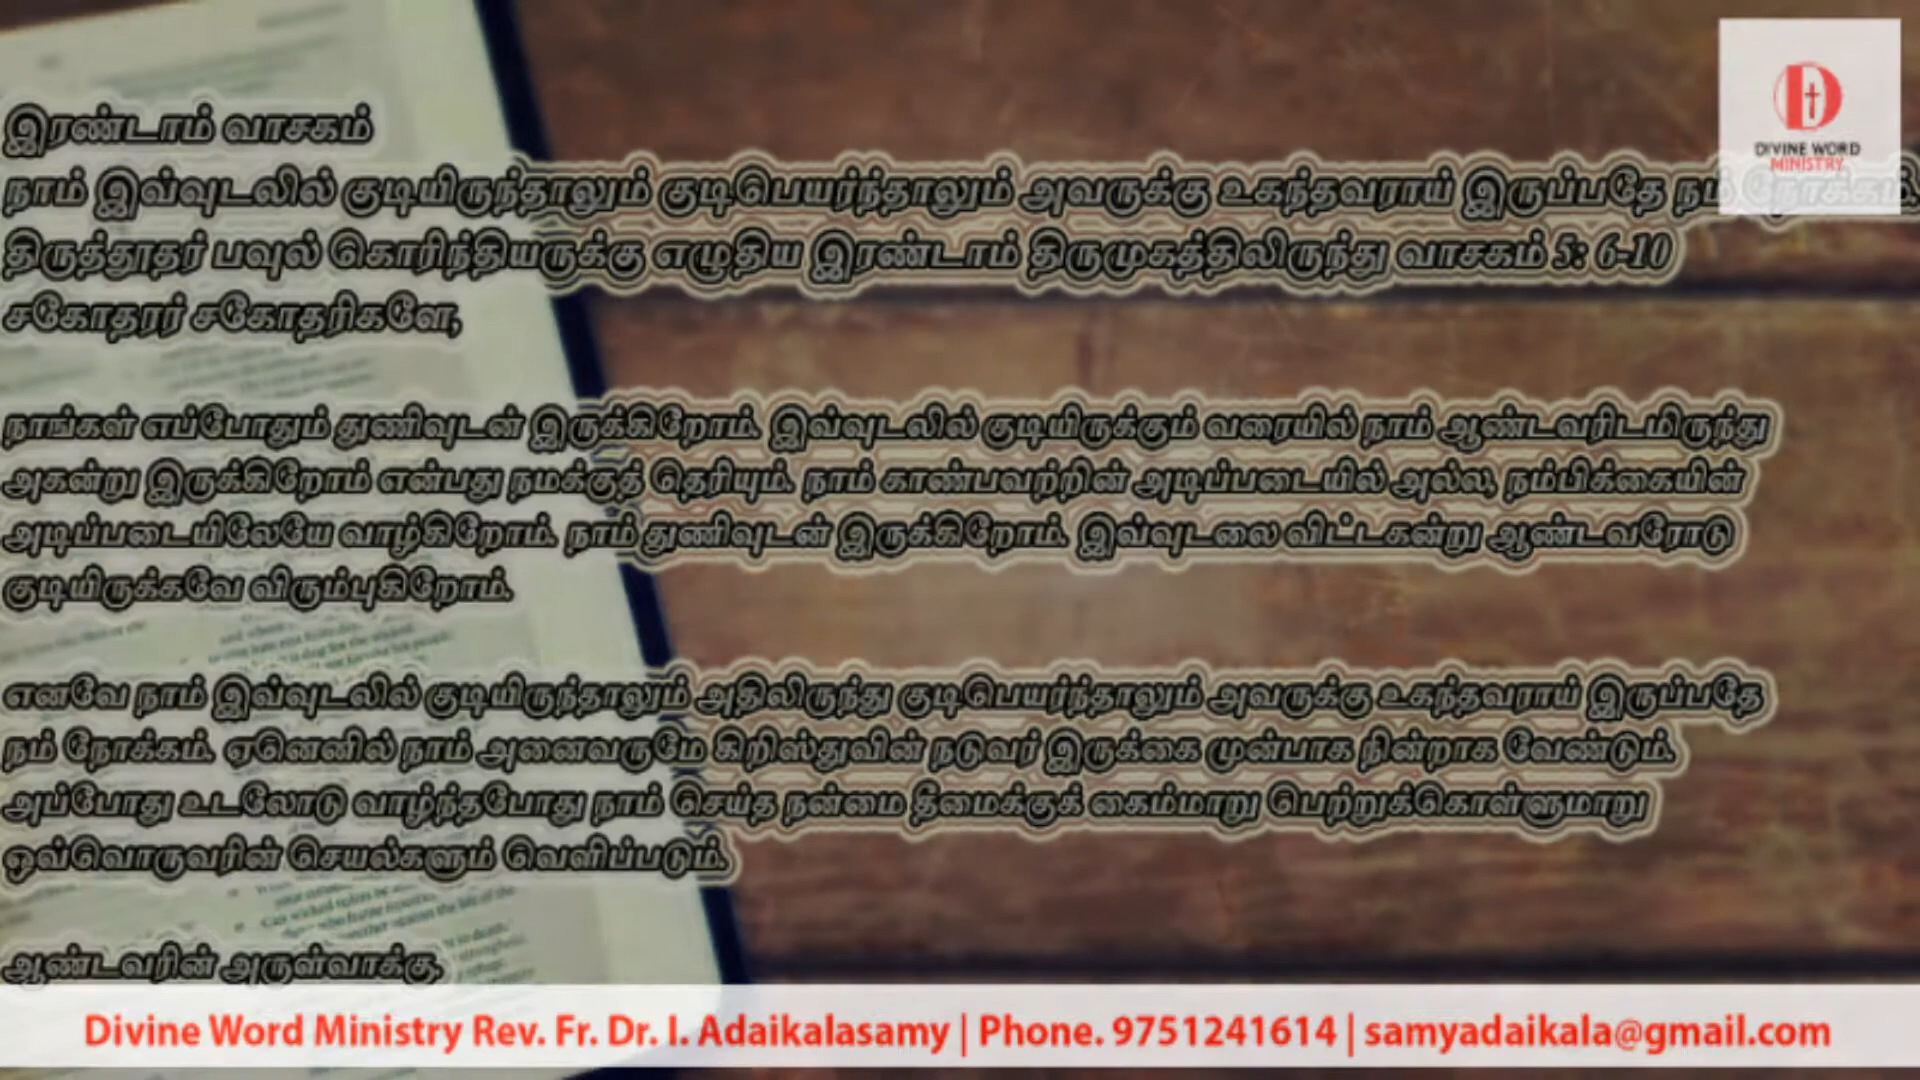 DIVINE WORD
MINISTRY
இரண்டாம் வாசகம்
நாம் இவ்வுடலில் குடியிருந்தாலும் குடிபெயர்ந்தாலும் அவருக்கு உகந்தவராய் இருப்பதே நம் நோக்கம்.
திருத்தூதர் பவுல் கொரிந்தியருக்கு எழுதிய இரண்டாம் திருமுகத்திலிருந்து வாசகம் 5: 6-10
சகோதரர் சகோதரிகளே,
நாங்கள் எப்போதும் துணிவுடன் இருக்கிறோம். இவ்வுடலில் குடியிருக்கும் வரையில் நாம் ஆண்டவரிடமிருந்து
அகன்று இருக்கிறோம் என்பது நமக்குத் தெரியும். நாம் காண்பவற்றின் அடிப்படையில் அல்ல, நம்பிக்கையின்
அடிப்படையிலேயே வாழ்கிறோம். நாம் துணிவுடன் இருக்கிறோம். இவ்வுடலை விட்டகன்று ஆண்டவரோடு
குடியிருக்கவே விரும்புகிறோம்.
எனவே நாம் இவ்வுடலில் குடியிருந்தாலும் அதிலிருந்து குடிபெயர்ந்தாலும் அவருக்கு உகந்தவராய் இருப்பதே
நம் நோக்கம். ஏனெனில் நாம் அனைவருமே கிறிஸ்துவின் நடுவர் இருக்கை முன்பாக நின்றாக வேண்டும்.
அப்போது உடலோடு வாழ்ந்தபோது நாம் செய்த நன்மை தீமைக்குக் கைம்மாறு பெற்றுக்கொள்ளுமாறு
ஒவ்வொருவரின் செயல்களும் வெளிப்படும்.
ஆண்டவரின் அருள்வாக்கு.
Divine Word Ministry Rev. Fr. Dr. I. Adaikalasamy | Phone. 9751241614 | samyadaikala@gmail.com